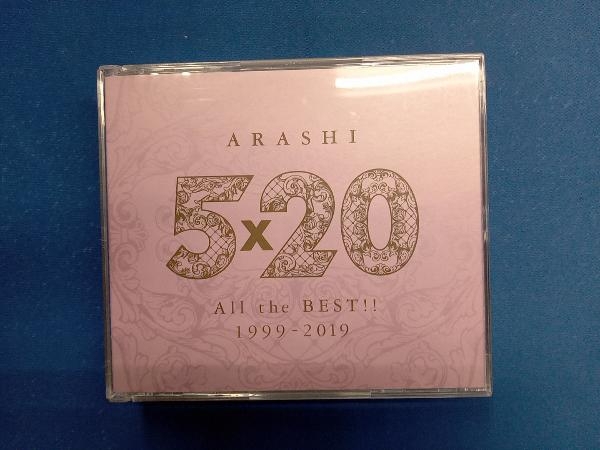 ARASHI
5x20
All the BEST!!
1999-2019